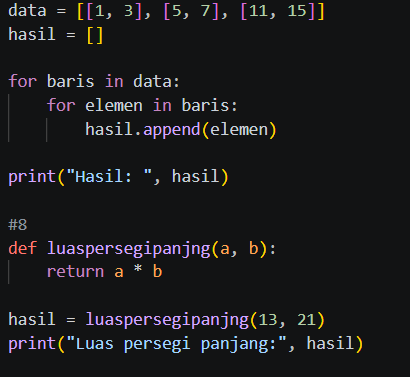 data = [[1, 3], [5, 7], [11, 15]]
hasil = []
for baris in data:
    for elemen in baris:
        hasil.append(elemen)
print("Hasil: ", hasil)
#8
def luaspersegipanjng(a, b):
    return a * b
hasil = luaspersegipanjng(13, 21)
print("Luas persegi panjang:", hasil)